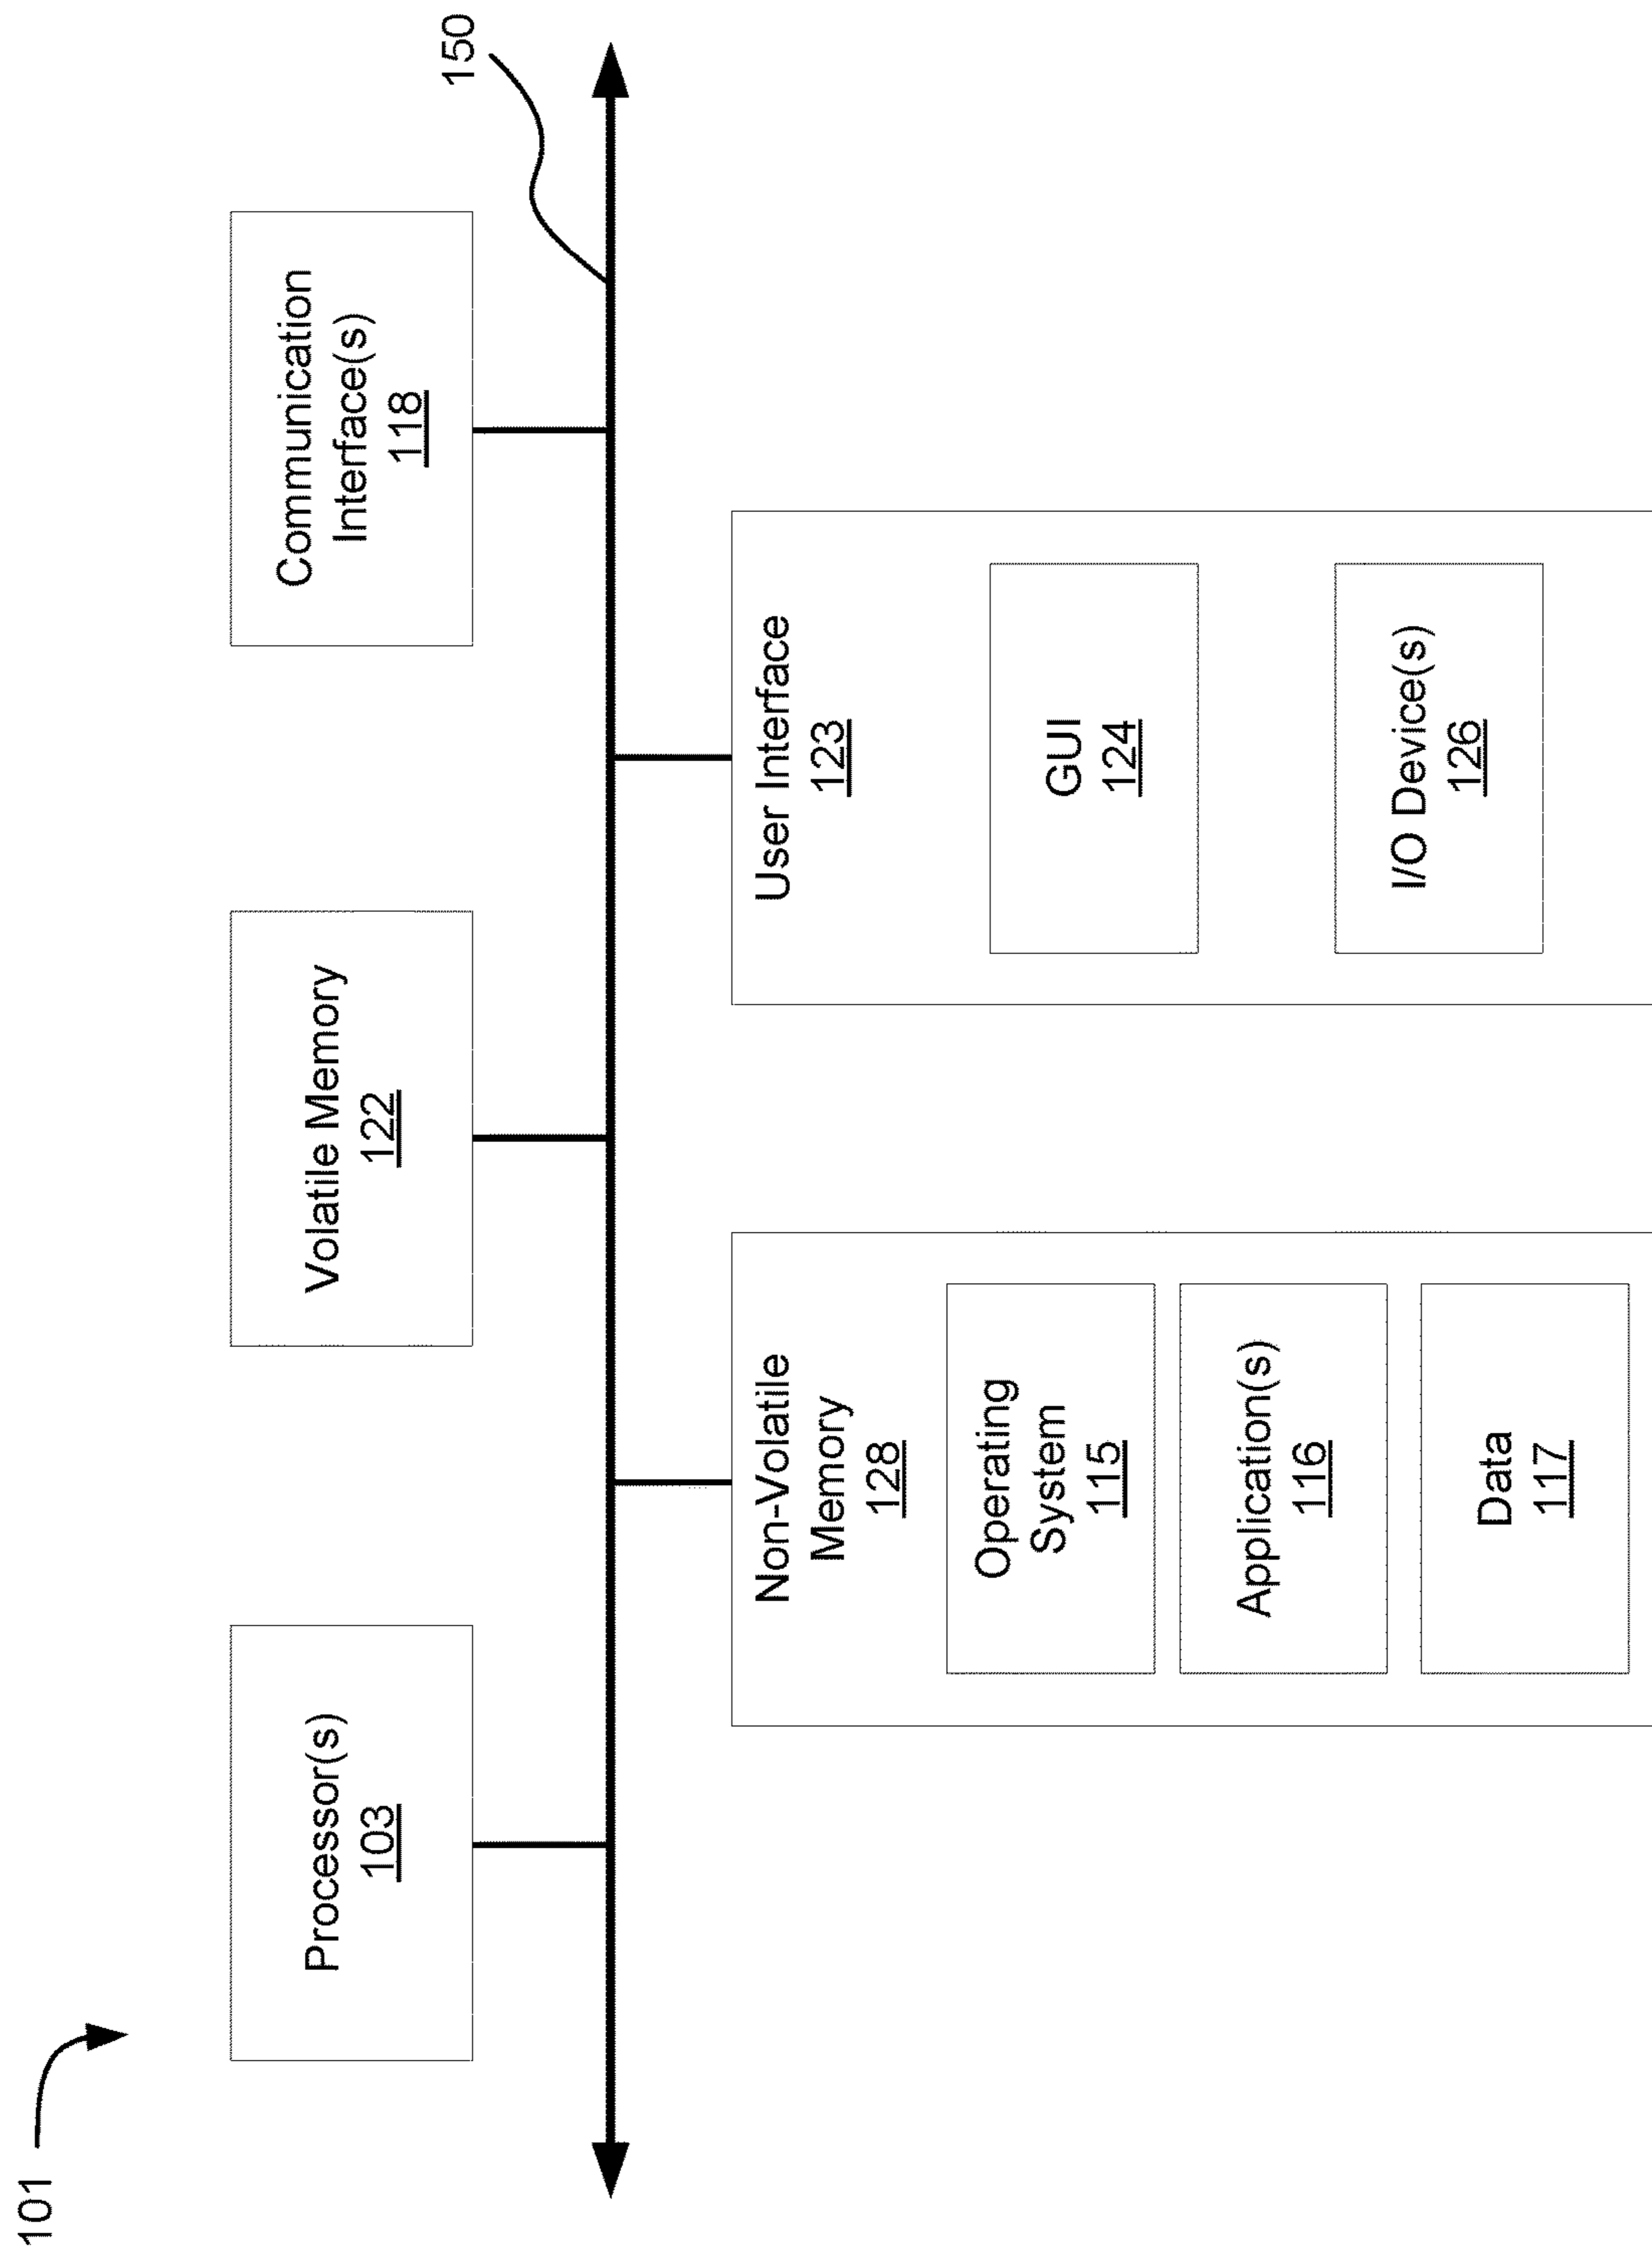 101
Processor(s)
103
Volatile Memory
122
Communication
Interface(s)
118
150
Non-Volatile
Memory
128
Operating
System
115
Application(s)
116
Data
117
User Interface
123
GUI
124
I/O Device(s)
126